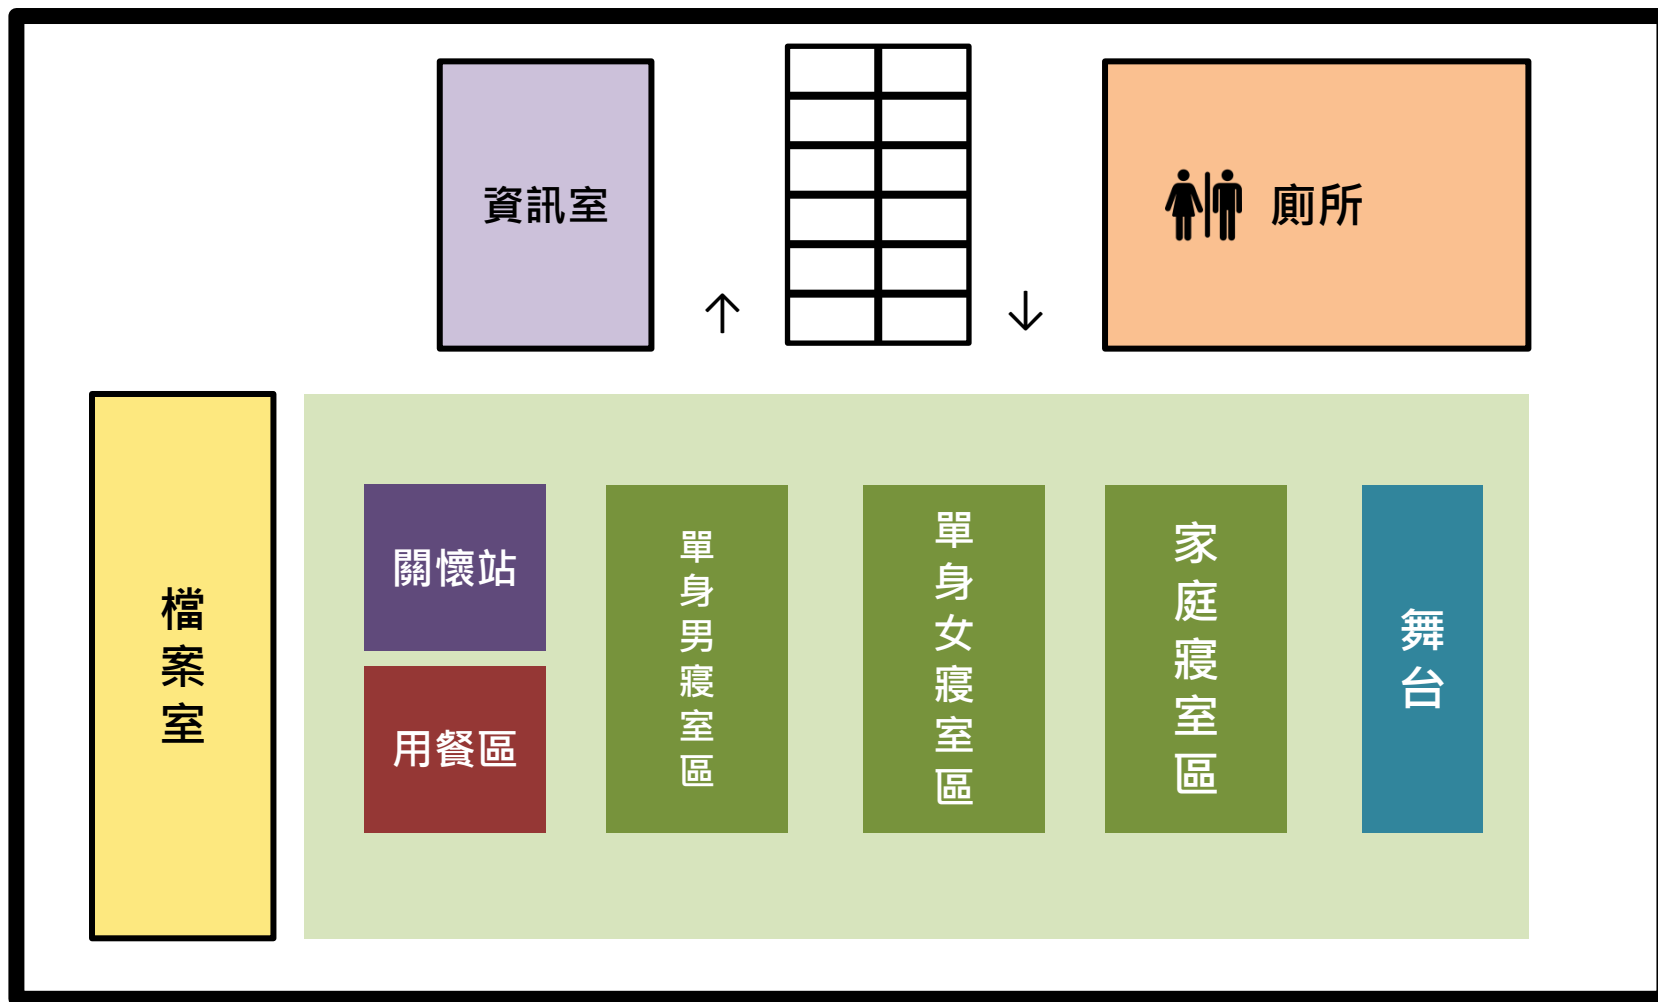 資訊室
廁所
↑
↓
檔案室
關懷站
用餐區
單身男寢室區
單身女寢室區
家庭寢室區
舞台